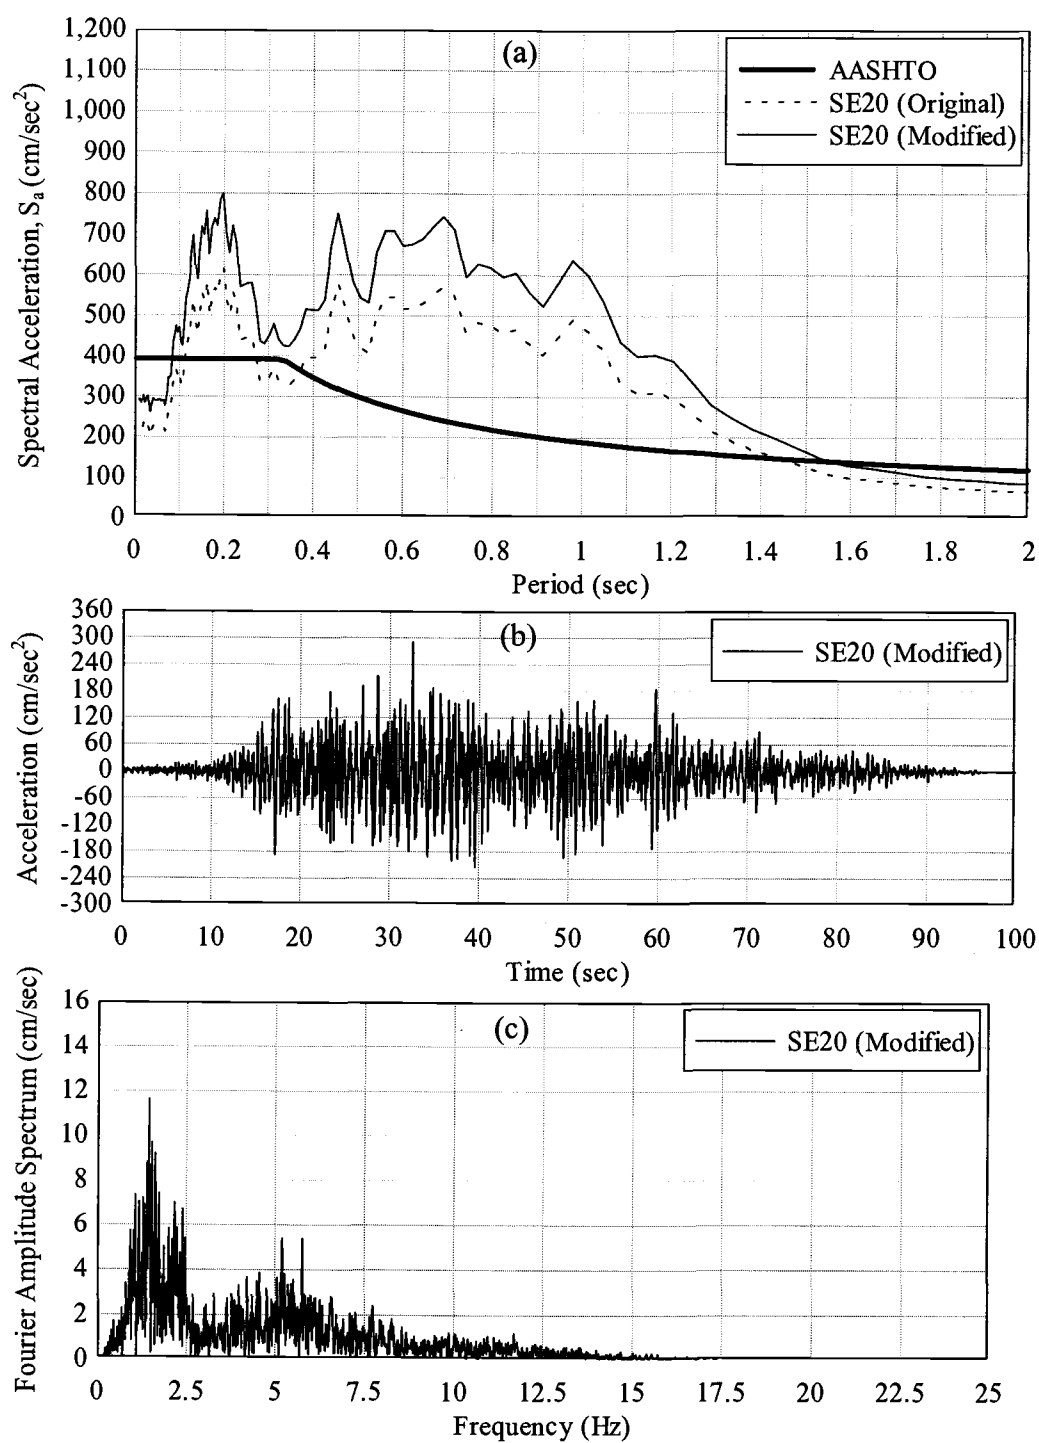 (a)
AASHTO
SE20 (Original)
SE20 (Modified)
Spectral Acceleration, Sa (cm/sec2)
1,200
1,100
1,000
900
800
700
600
500
400
300
200
100
0
0 0.2 0.4 0.6 0.8 1 1.2 1.4 1.6 1.8 2
Period (sec)
(b)
SE20 (Modified)
Acceleration (cm/sec2)
360
300
240
180
120
60
0
-60
-120
-180
-240
-300
0 10 20 30 40 50 60 70 80 90 100
Time (sec)
(c)
SE20 (Modified)
Fourier Amplitude Spectrum (cm/sec)
16
14
12
10
8
6
4
2
0
0 2.5 5 7.5 10 12.5 15 17.5 20 22.5 25
Frequency (Hz)